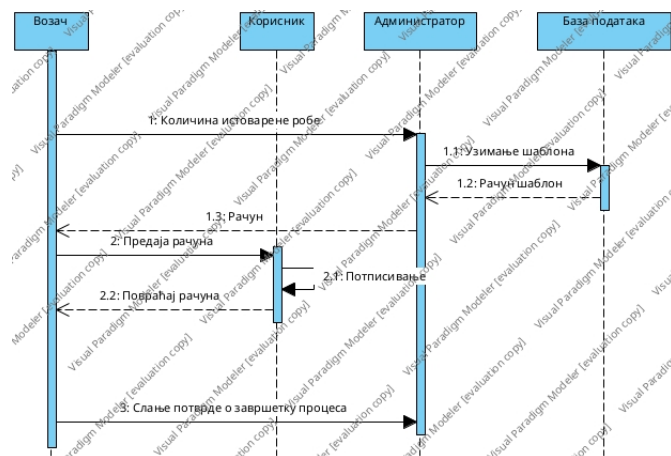 Возач Корисник Администратор База података
1: Количина истоварене робе
1.1: Узимање шаблона
1.2: Рачун шаблон
1.3: Рачун
2: Предаја рачуна
2.1: Потписивање
2.2: Повраћај рачуна
3: Слање потврде о завршетку процеса
Visual Paradigm Modeler [evaluation copy]